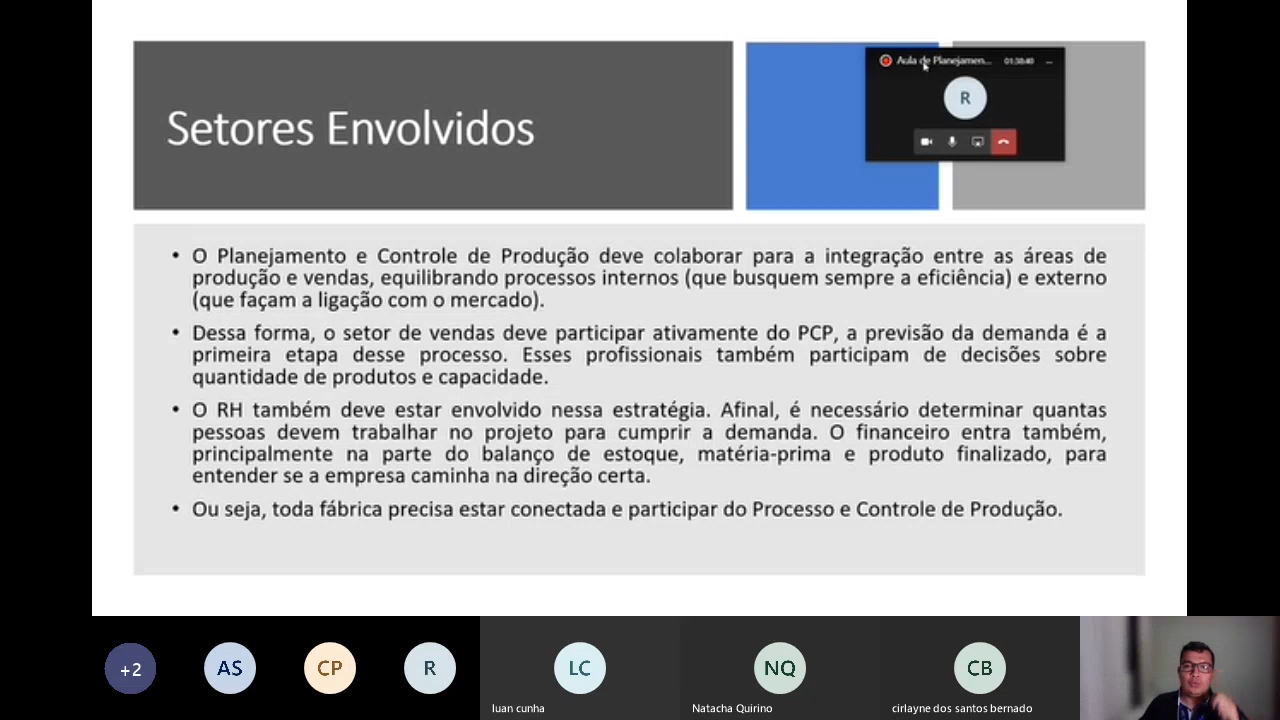 Setores Envolvidos
Aula de Planejamen... 01:38:40
R
• O Planejamento e Controle de Produção deve colaborar para a integração entre as áreas de
produção e vendas, equilibrando processos internos (que busquem sempre a eficiência) e externo
(que façam a ligação com o mercado).
• Dessa forma, o setor de vendas deve participar ativamente do PCP, a previsão da demanda é a
primeira etapa desse processo. Esses profissionais também participam de decisões sobre
quantidade de produtos e capacidade.
• O RH também deve estar envolvido nessa estratégia. Afinal, é necessário determinar quantas
pessoas devem trabalhar no projeto para cumprir a demanda. O financeiro entra também,
principalmente na parte do balanço de estoque, matéria-prima e produto finalizado, para
entender se a empresa caminha na direção certa.
• Ou seja, toda fábrica precisa estar conectada e participar do Processo e Controle de Produção.
+2 AS CP R LC NQ CB
luan cunha Natacha Quirino cirlayne dos santos bernado